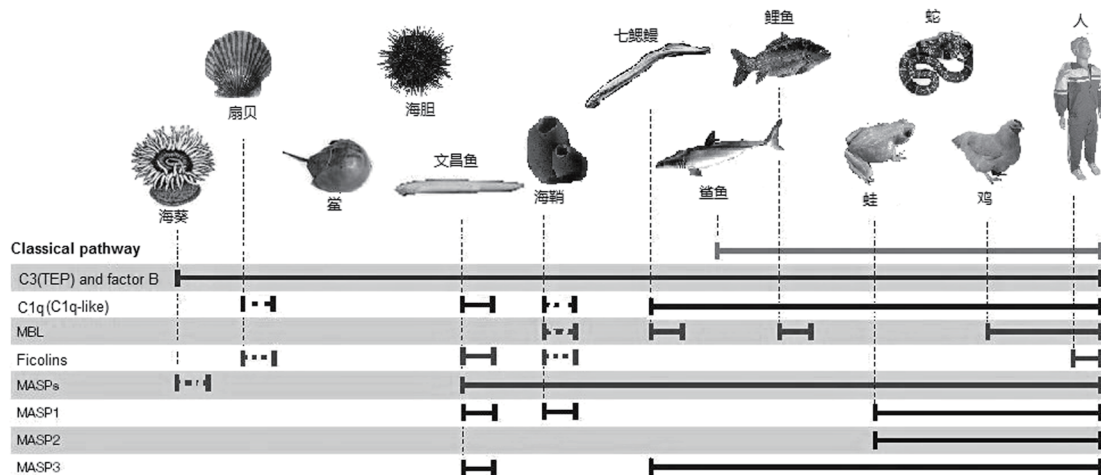 七鳃鳗
鲤鱼
蛇
人
扇贝
海胆
文昌鱼
海葵
鲎
海鞘
鲨鱼
蛙
鸡
Classical pathway
C3(TEP) and factor B
C1q (C1q-like)
MBL
Ficolins
MASPs
MASP1
MASP2
MASP3